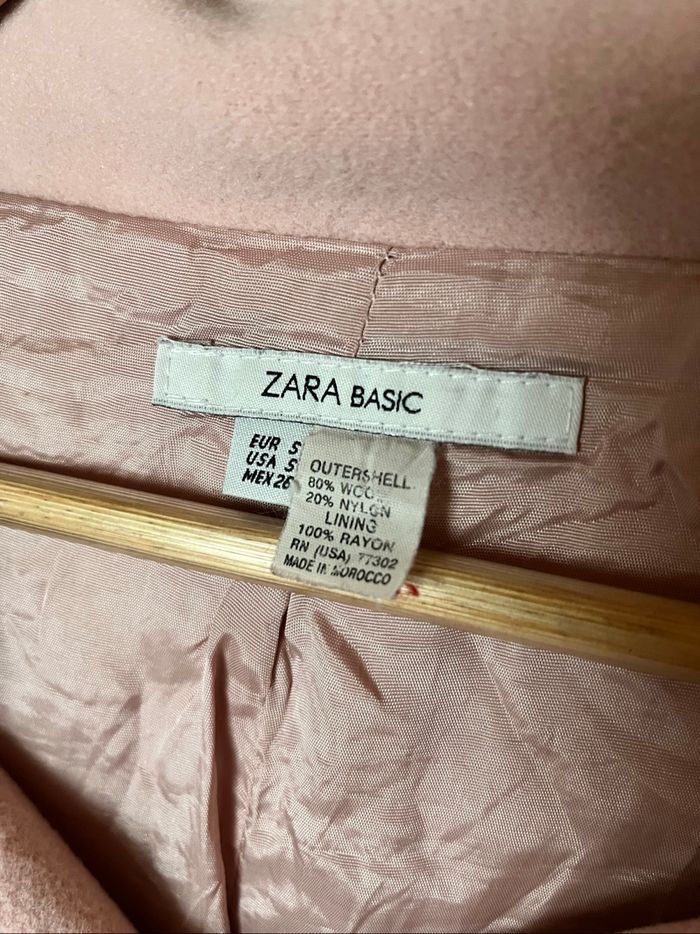 ZARA BASIC
EUR S
USA S
MEX 26
OUTERSHELL
80% WOOL
20% NYLON
LINING
100% RAYON
RN (USA) 77302
MADE IN MOROCCO